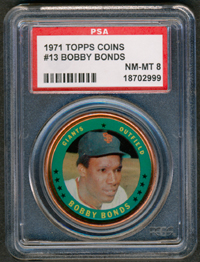 PSA
1971 TOPPS COINS
#13 BOBBY BONDS
NM-MT 8
18702999
GIANTS OUTFIELD
BOBBY BONDS